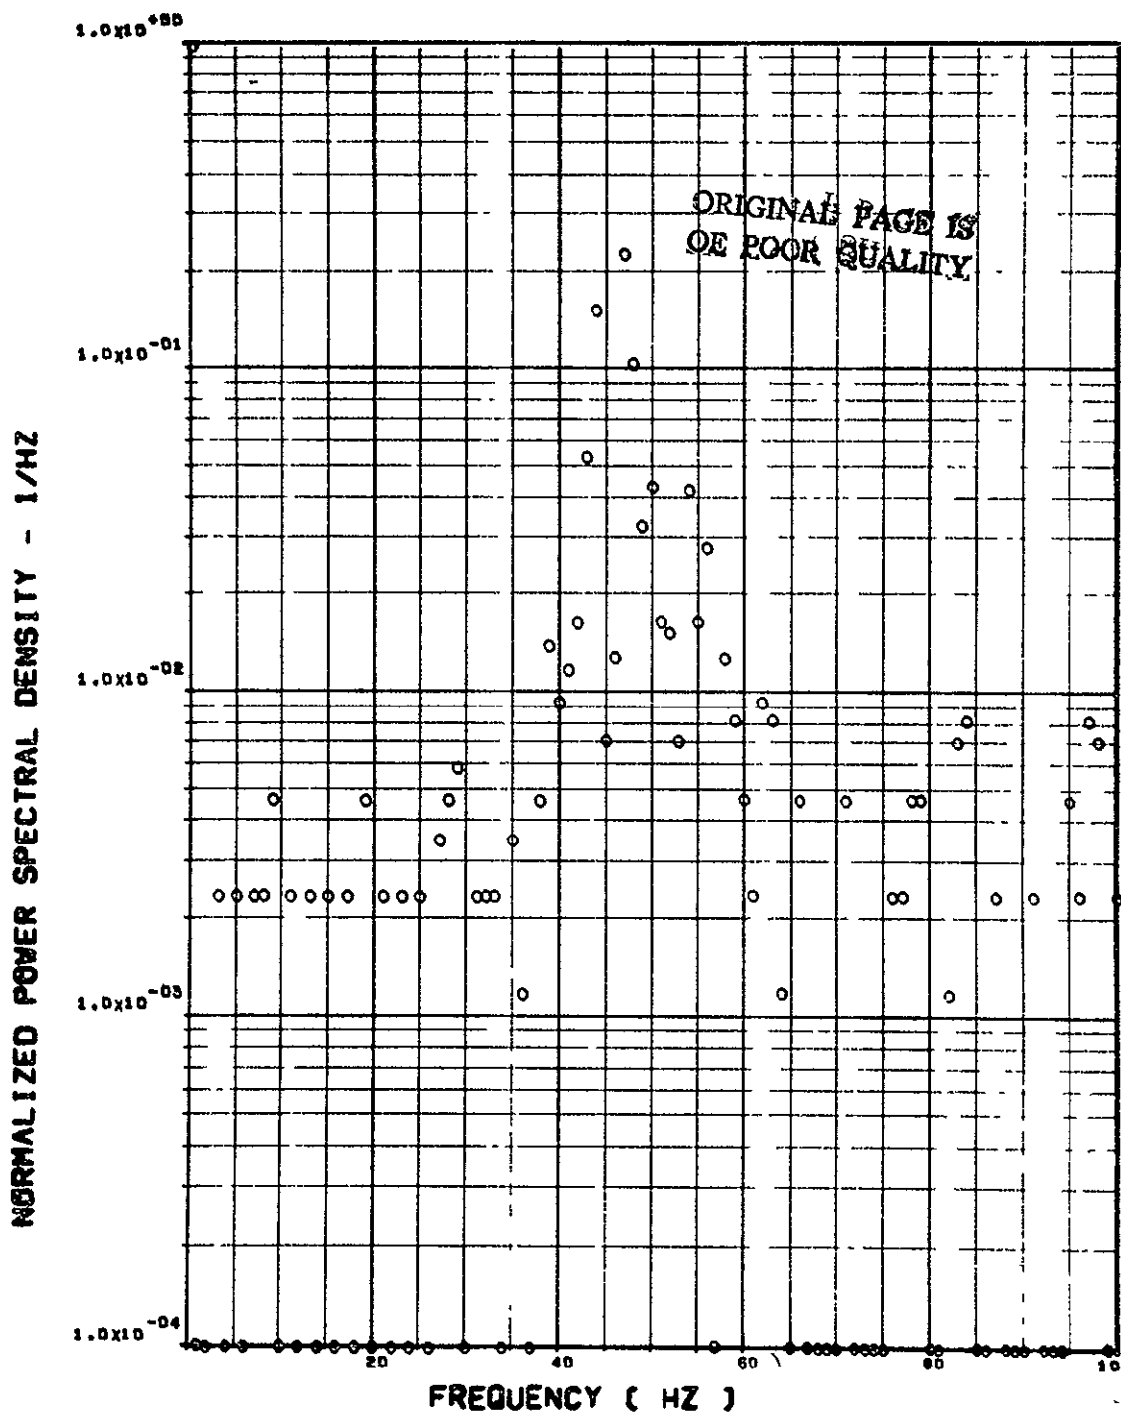 1.0X10+00
ORIGINAL PAGE IS
OF POOR QUALITY
1.0X10-01
1.0X10-02
1.0X10-03
1.0X10-04
NORMALIZED POWER SPECTRAL DENSITY - 1/HZ
20 40 60 80 10
FREQUENCY ( HZ )